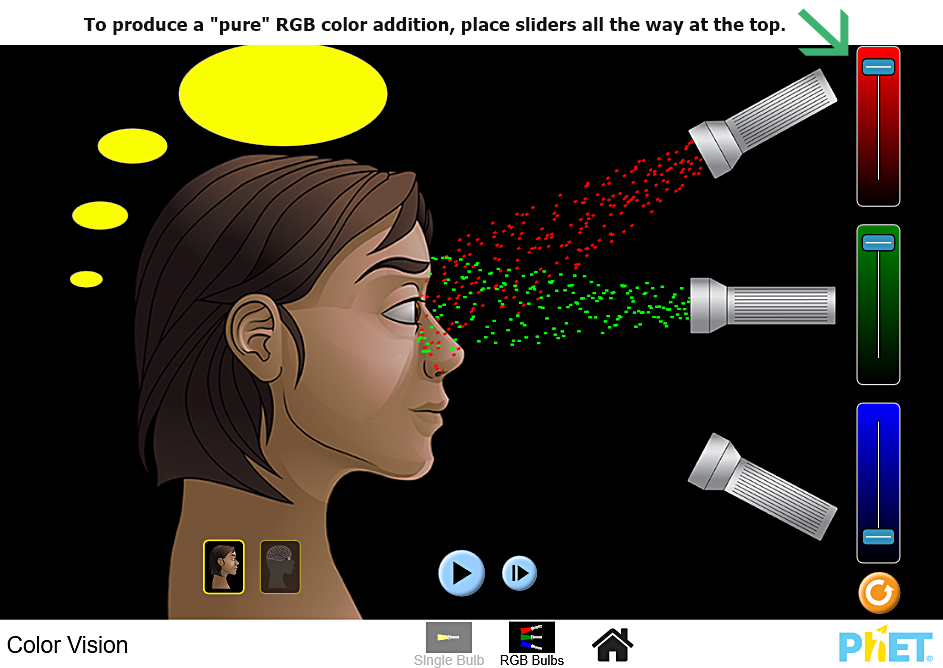 To produce a "pure" RGB color addition, place sliders all the way at the top.
Color Vision
Single Bulb
RGB Bulbs
PhET